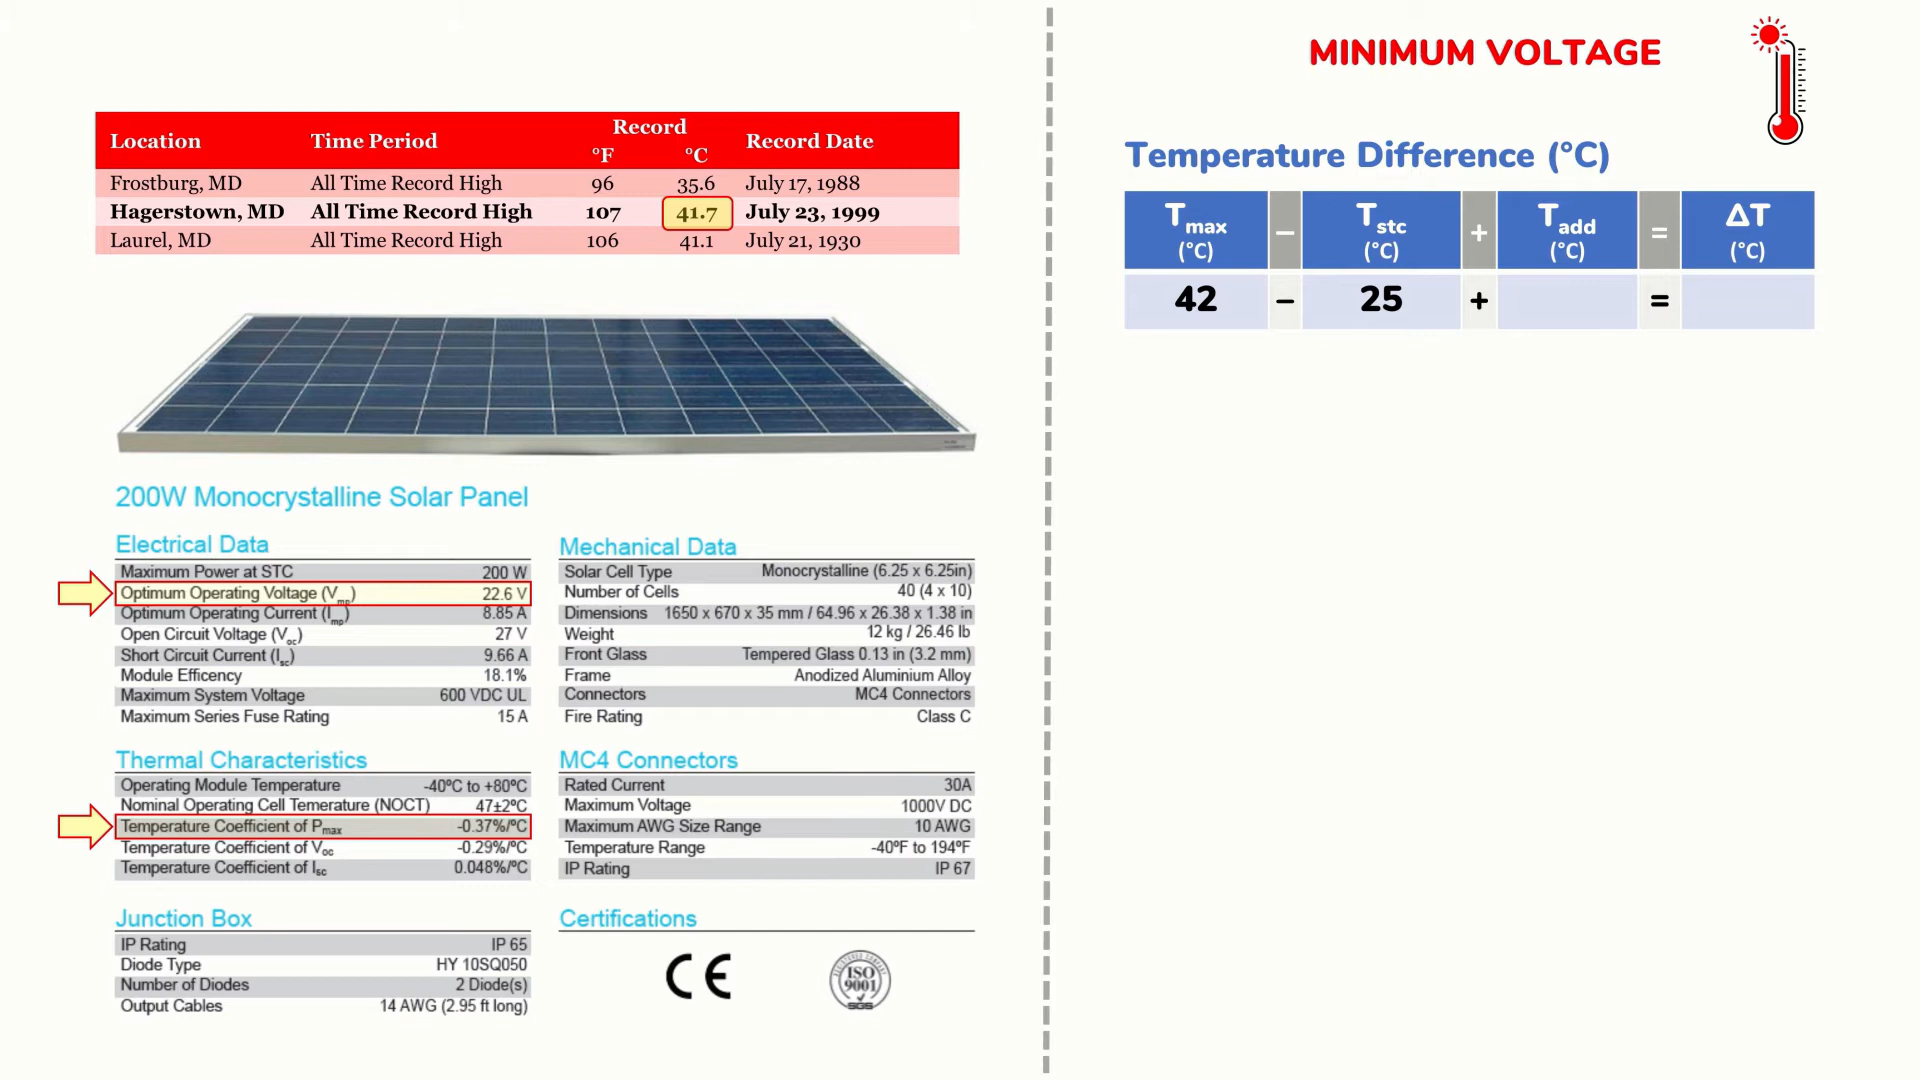 MINIMUM VOLTAGE
Location Time Period Record °F °C Record Date
Frostburg, MD All Time Record High 96 35.6 July 17, 1988
Hagerstown, MD All Time Record High 107 41.7 July 23, 1999
Laurel, MD All Time Record High 106 41.1 July 21, 1930
Temperature Difference (°C)
Tmax (°C) − Tstc (°C) + Tadd (°C) = ΔT (°C)
42 − 25 + =
200W Monocrystalline Solar Panel
Electrical Data
Maximum Power at STC 200 W
Optimum Operating Voltage (Vmp) 22.6 V
Optimum Operating Current (Imp) 8.85 A
Open Circuit Voltage (Voc) 27 V
Short Circuit Current (Isc) 9.66 A
Module Efficency 18.1%
Maximum System Voltage 600 VDC UL
Maximum Series Fuse Rating 15 A
Mechanical Data
Solar Cell Type Monocrystalline (6.25 x 6.25in)
Number of Cells 40 (4 x 10)
Dimensions 1650 x 670 x 35 mm / 64.96 x 26.38 x 1.38 in
Weight 12 kg / 26.46 lb
Front Glass Tempered Glass 0.13 in (3.2 mm)
Frame Anodized Aluminium Alloy
Connectors MC4 Connectors
Fire Rating Class C
Thermal Characteristics
Operating Module Temperature -40ºC to +80ºC
Nominal Operating Cell Temerature (NOCT) 47±2ºC
Temperature Coefficient of Pmax -0.37%/ºC
Temperature Coefficient of Voc -0.29%/ºC
Temperature Coefficient of Isc 0.048%/ºC
MC4 Connectors
Rated Current 30A
Maximum Voltage 1000V DC
Maximum AWG Size Range 10 AWG
Temperature Range -40ºF to 194ºF
IP Rating IP 67
Junction Box
IP Rating IP 65
Diode Type HY 10SQ050
Number of Diodes 2 Diode(s)
Output Cables 14 AWG (2.95 ft long)
Certifications
CE
ISO
9001
SGS